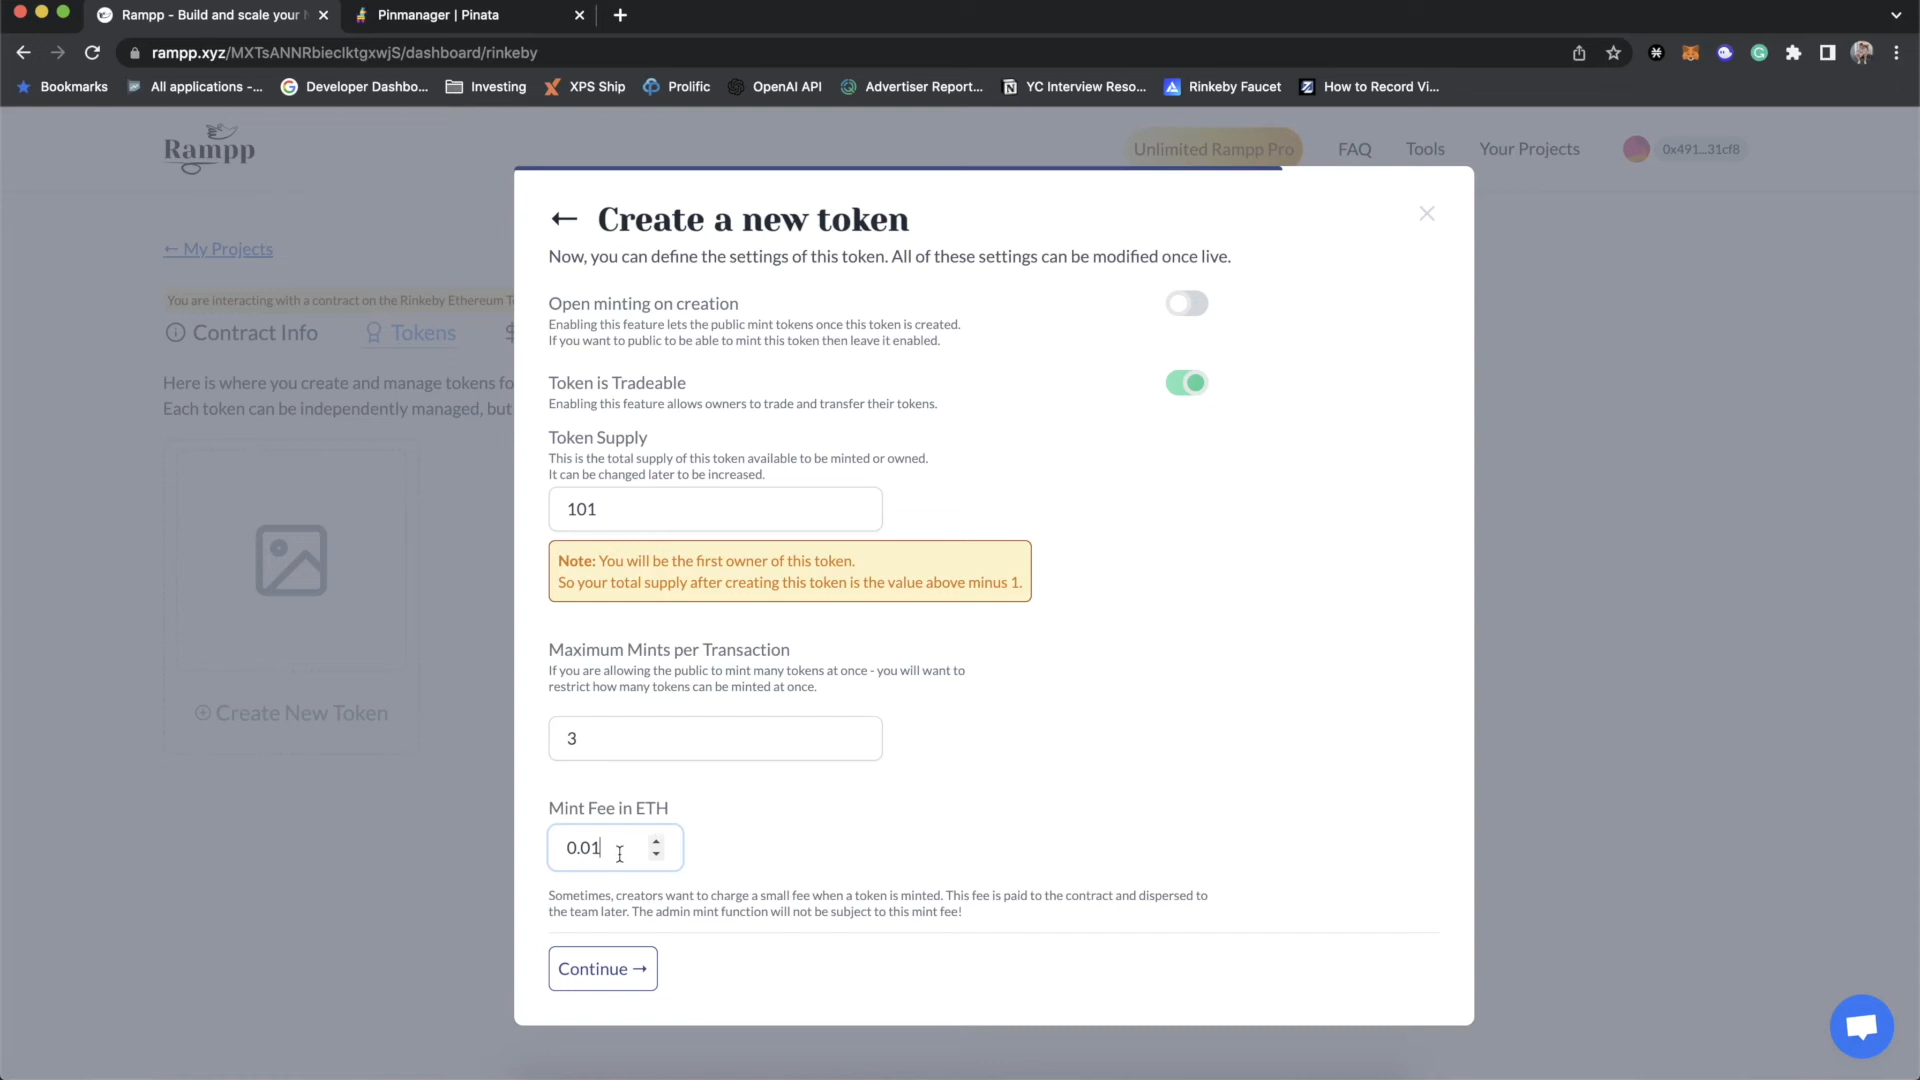 Rampp - Build and scale your
Pinmanager | Pinata
rampp.xyz/MXTsANNRbiecIktgxwjS/dashboard/rinkeby
Bookmarks
All applications -...
Developer Dashbo...
Investing
XPS Ship
Prolific
OpenAI API
Advertiser Report...
YC Interview Reso...
Rinkeby Faucet
How to Record Vi...
Rampp
Unlimited Rampp Pro
FAQ
Tools
Your Projects
0x491...31cf8
← My Projects
You are interacting with a contract on the Rinkeby Ethereum
Contract Info
Tokens
Here is where you create and manage tokens fo
Each token can be independently managed, but
Create New Token
← Create a new token
Now, you can define the settings of this token. All of these settings can be modified once live.
Open minting on creation
Enabling this feature lets the public mint tokens once this token is created.
If you want to public to be able to mint this token then leave it enabled.
Token is Tradeable
Enabling this feature allows owners to trade and transfer their tokens.
Token Supply
This is the total supply of this token available to be minted or owned.
It can be changed later to be increased.
101
Note: You will be the first owner of this token.
So your total supply after creating this token is the value above minus 1.
Maximum Mints per Transaction
If you are allowing the public to mint many tokens at once - you will want to
restrict how many tokens can be minted at once.
3
Mint Fee in ETH
0.01
Sometimes, creators want to charge a small fee when a token is minted. This fee is paid to the contract and dispersed to
the team later. The admin mint function will not be subject to this mint fee!
Continue →